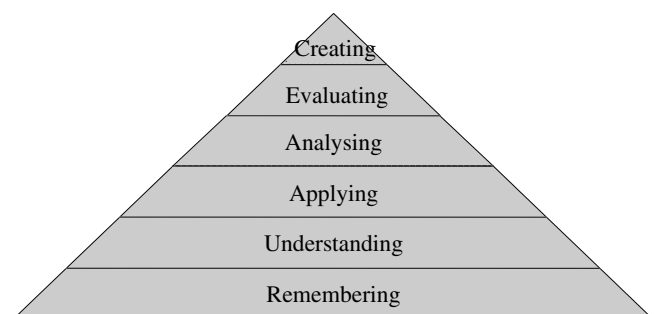 Creating
Evaluating
Analysing
Applying
Understanding
Remembering